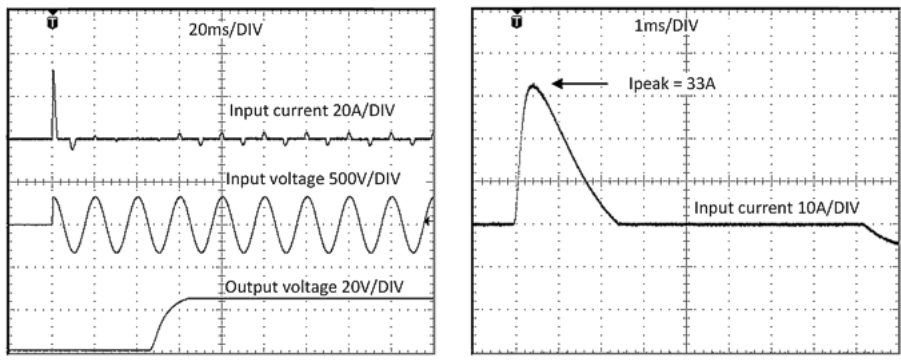 T
20ms/DIV
Input current 20A/DIV
Input voltage 500V/DIV
Output voltage 20V/DIV
T
1ms/DIV
Ipeak = 33A
Input current 10A/DIV